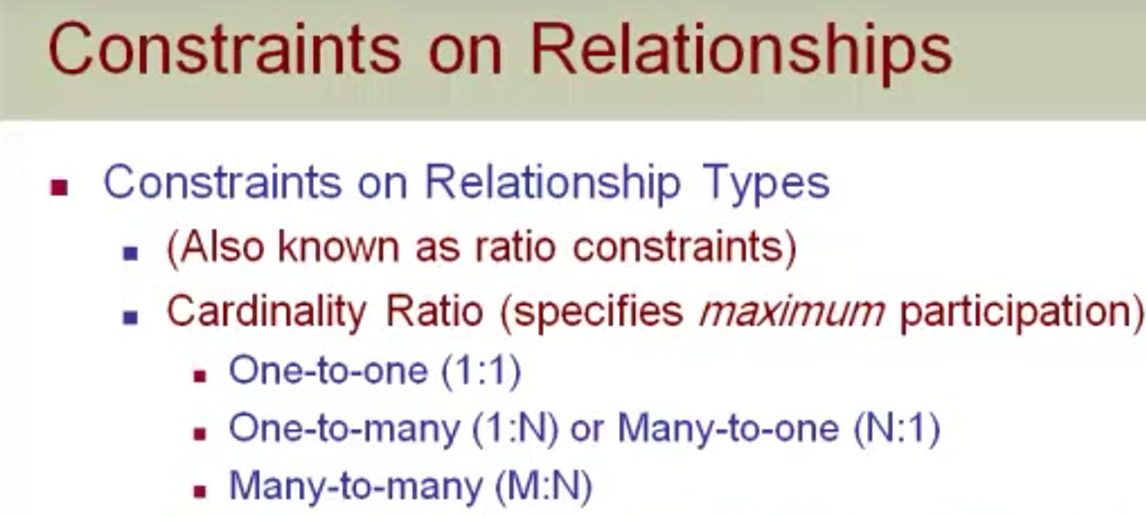 Constraints on Relationships
Constraints on Relationship Types
(Also known as ratio constraints)
Cardinality Ratio (specifies maximum participation)
One-to-one (1:1)
One-to-many (1:N) or Many-to-one (N:1)
Many-to-many (M:N)